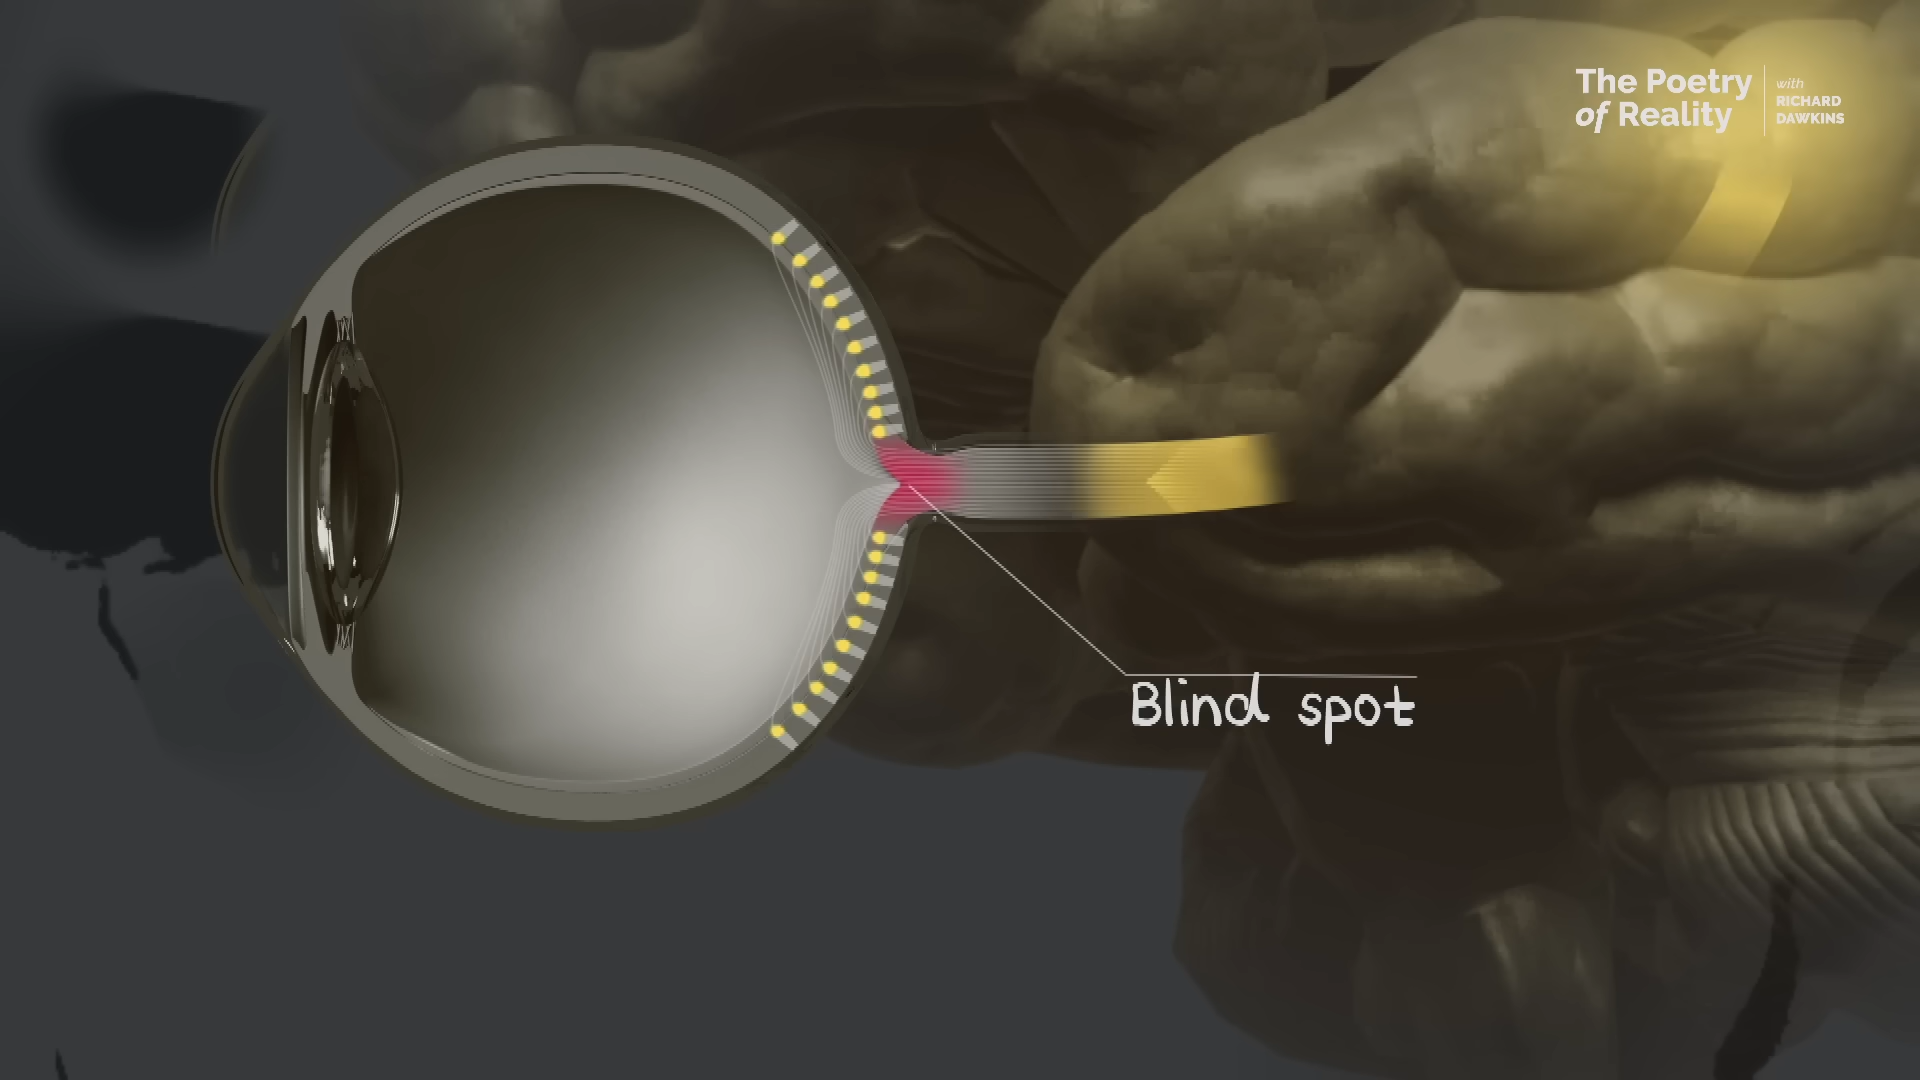 The Poetry
of Reality
with
RICHARD
DAWKINS
Blind spot